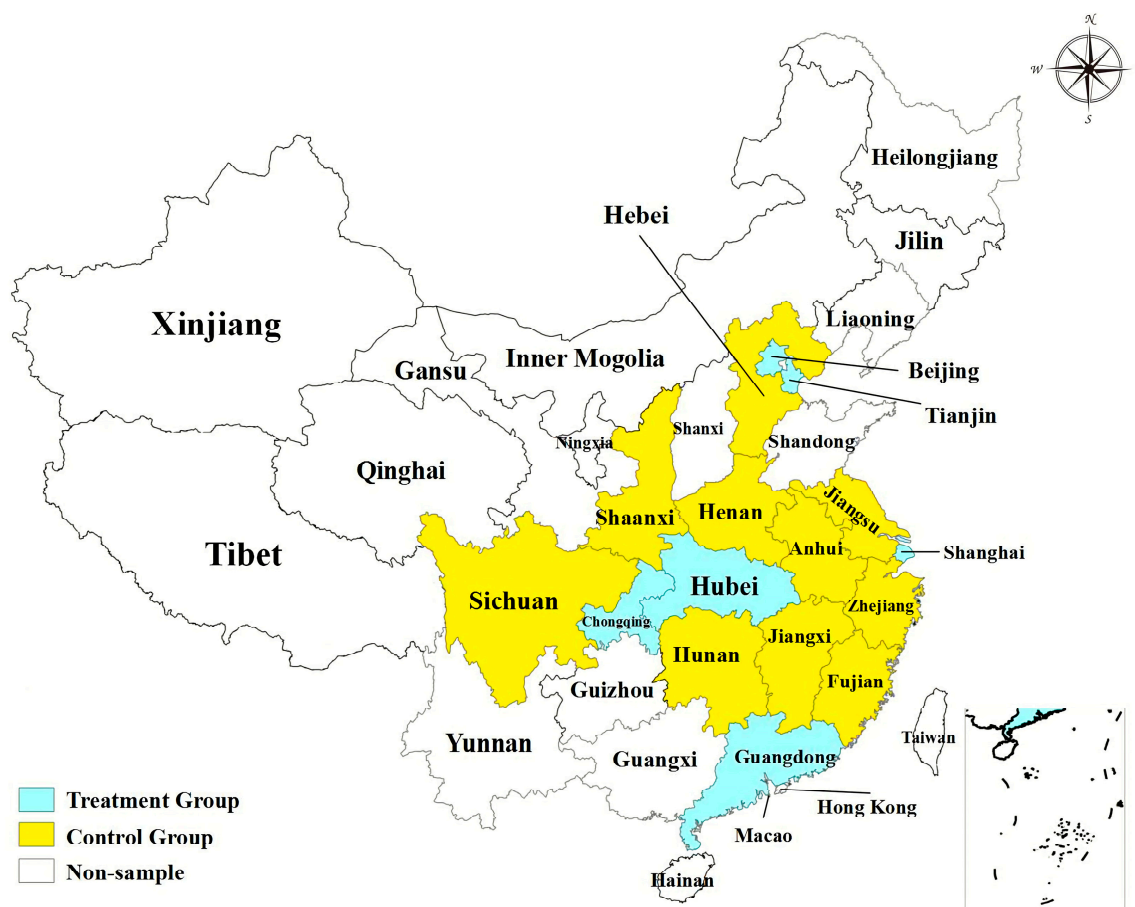 N
W
S
Heilongjiang
Hebei
Jilin
Xinjiang
Liaoning
Inner Mogolia
Gansu
Beijing
Tianjin
Shanxi
Ningxia
Shandong
Qinghai
Jiangsu
Henan
Shaanxi
Tibet
Anhui
Shanghai
Hubei
Sichuan
Zhejiang
Chongqing
Jiangxi
Hunan
Fujian
Guizhou
Yunnan
Taiwan
Guangxi
Guangdong
Treatment Group
Hong Kong
Control Group
Macao
Non-sample
Hainan